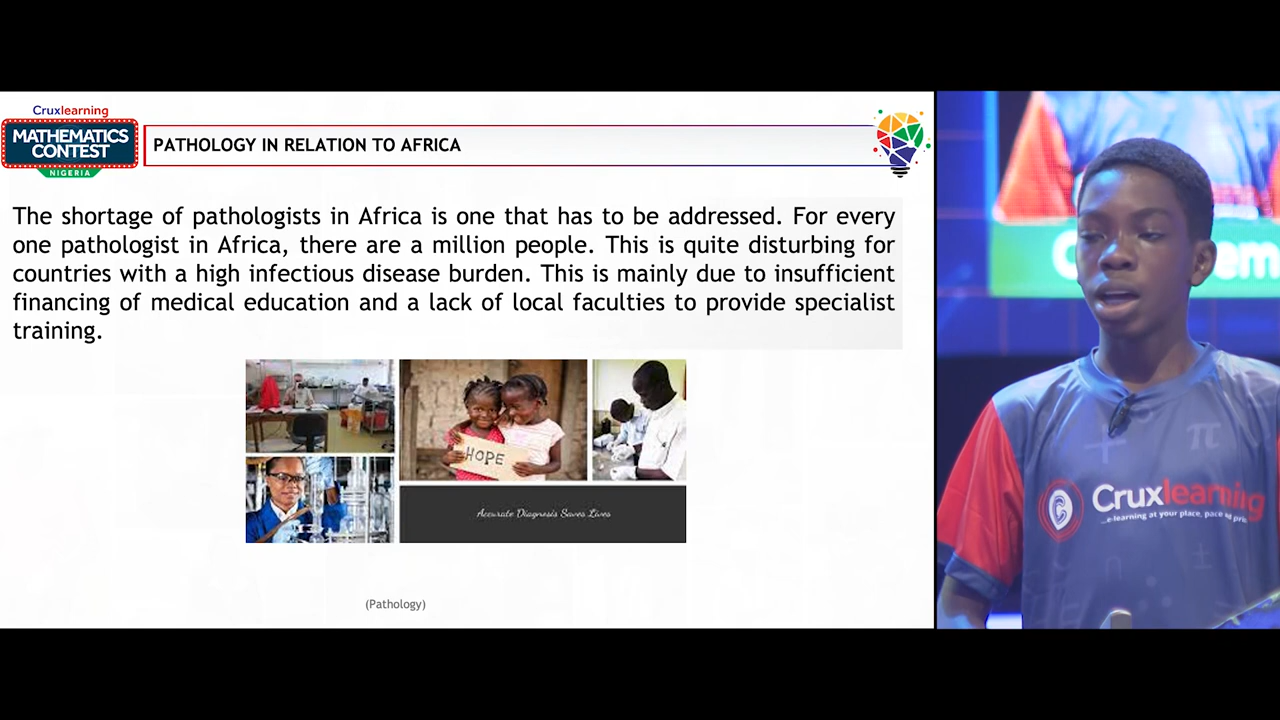 Cruxlearning
MATHEMATICS
CONTEST
NIGERIA
PATHOLOGY IN RELATION TO AFRICA
The shortage of pathologists in Africa is one that has to be addressed. For every
one pathologist in Africa, there are a million people. This is quite disturbing for
countries with a high infectious disease burden. This is mainly due to insufficient
financing of medical education and a lack of local faculties to provide specialist
training.
HOPE
Accurate Diagnosis Saves Lives
(Pathology)
π
Cruxlearning
...e-learning at your place, pace